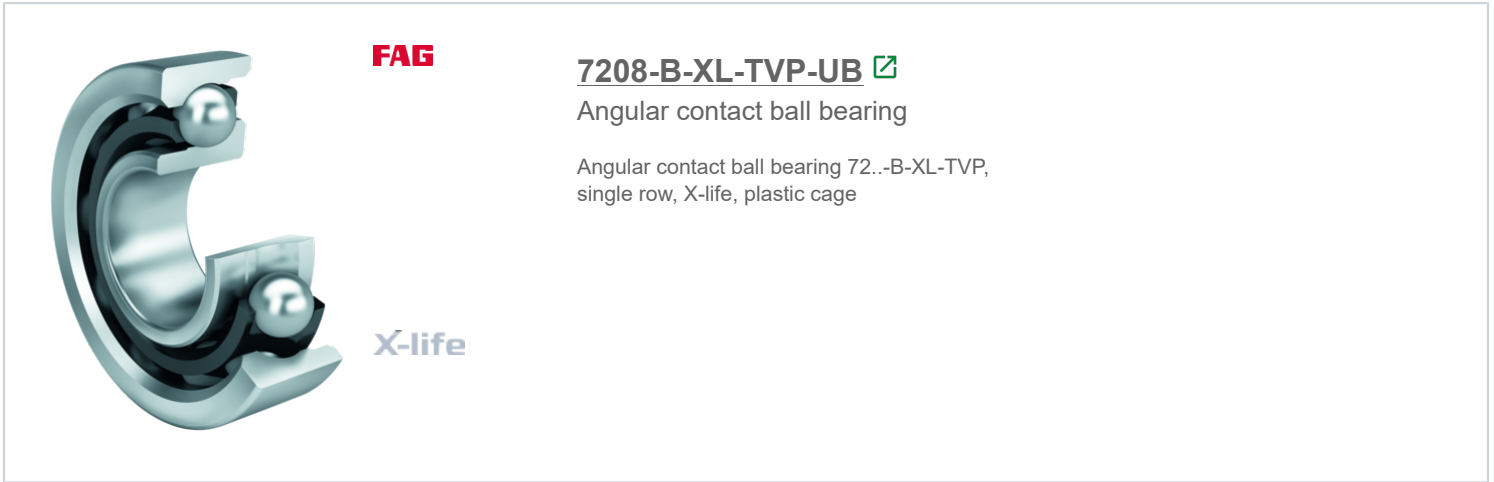 FAG
7208-B-XL-TVP-UB
Angular contact ball bearing
Angular contact ball bearing 72..-B-XL-TVP,
single row, X-life, plastic cage
X-life